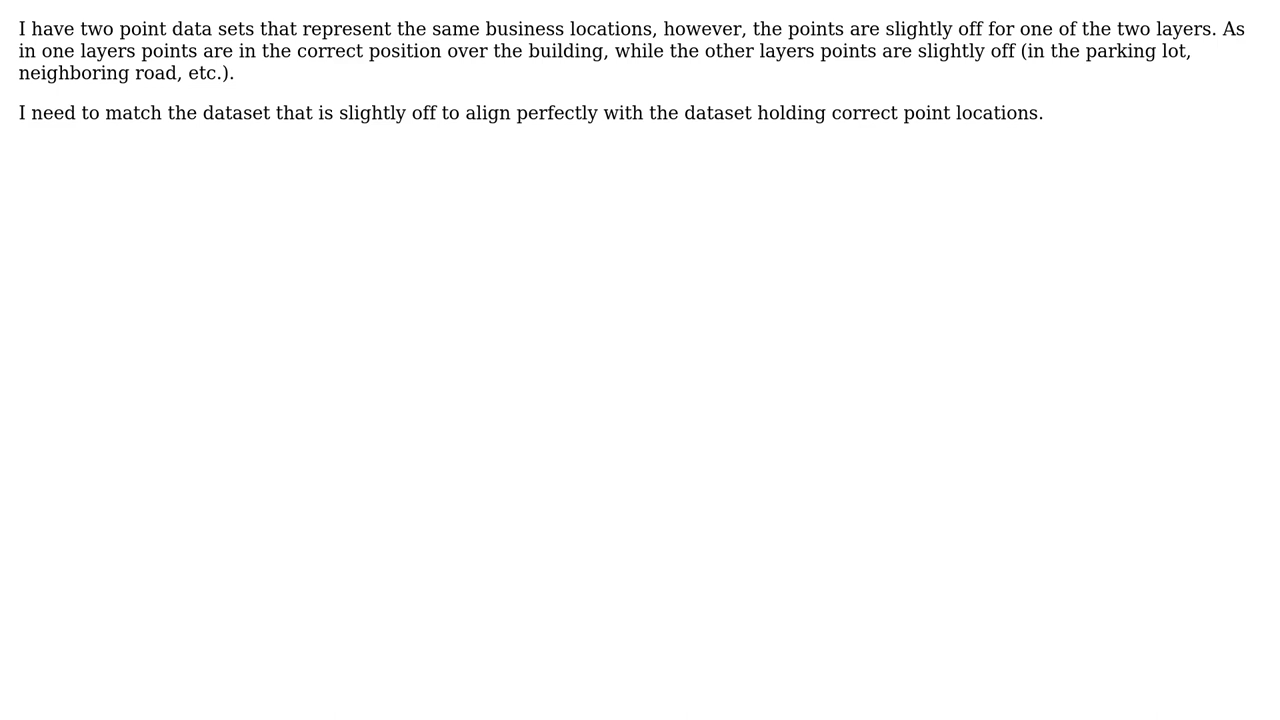 I have two point data sets that represent the same business locations, however, the points are slightly off for one of the two layers. As
in one layers points are in the correct position over the building, while the other layers points are slightly off (in the parking lot,
neighboring road, etc.).
I need to match the dataset that is slightly off to align perfectly with the dataset holding correct point locations.